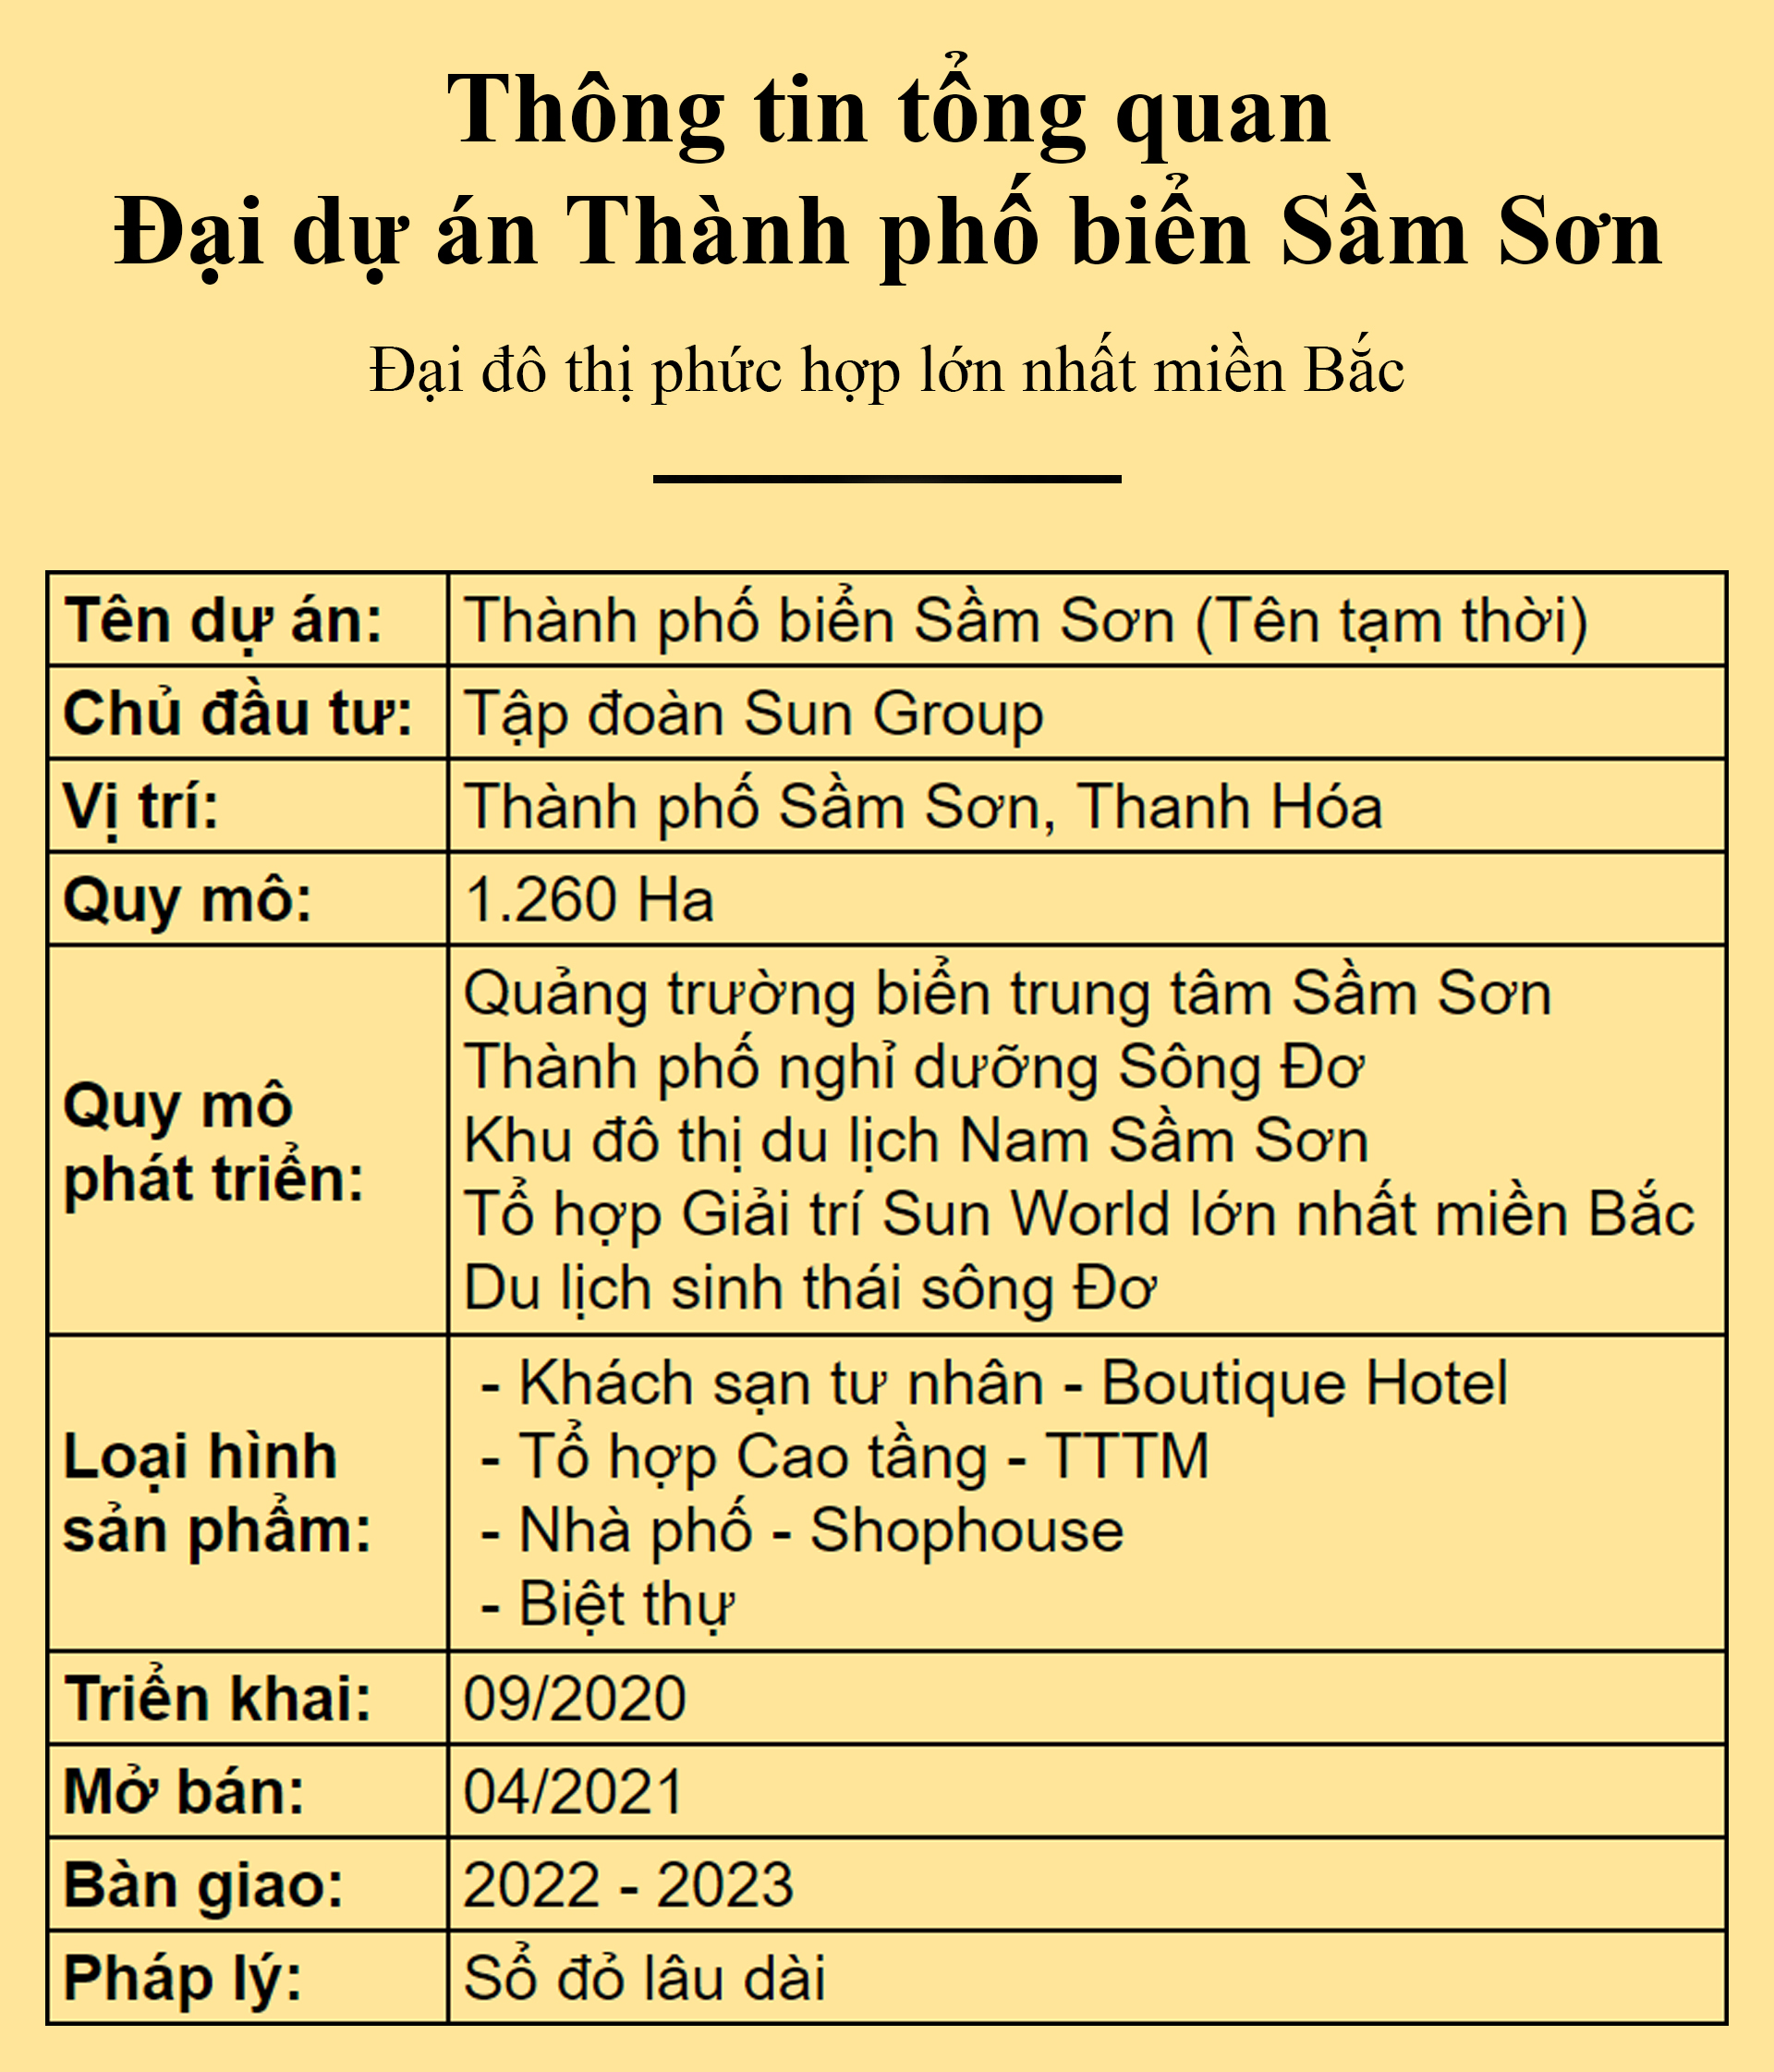 Thông tin tổng quan
Đại dự án Thành phố biển Sầm Sơn
Đại đô thị phức hợp lớn nhất miền Bắc
Tên dự án: Thành phố biển Sầm Sơn (Tên tạm thời)
Chủ đầu tư: Tập đoàn Sun Group
Vị trí: Thành phố Sầm Sơn, Thanh Hóa
Quy mô: 1.260 Ha
Quy mô
phát triển:
Quảng trường biển trung tâm Sầm Sơn
Thành phố nghỉ dưỡng Sông Đơ
Khu đô thị du lịch Nam Sầm Sơn
Tổ hợp Giải trí Sun World lớn nhất miền Bắc
Du lịch sinh thái sông Đơ
Loại hình
sản phẩm:
- Khách sạn tư nhân - Boutique Hotel
- Tổ hợp Cao tầng - TTTM
- Nhà phố - Shophouse
- Biệt thự
Triển khai: 09/2020
Mở bán: 04/2021
Bàn giao: 2022 - 2023
Pháp lý: Sổ đỏ lâu dài